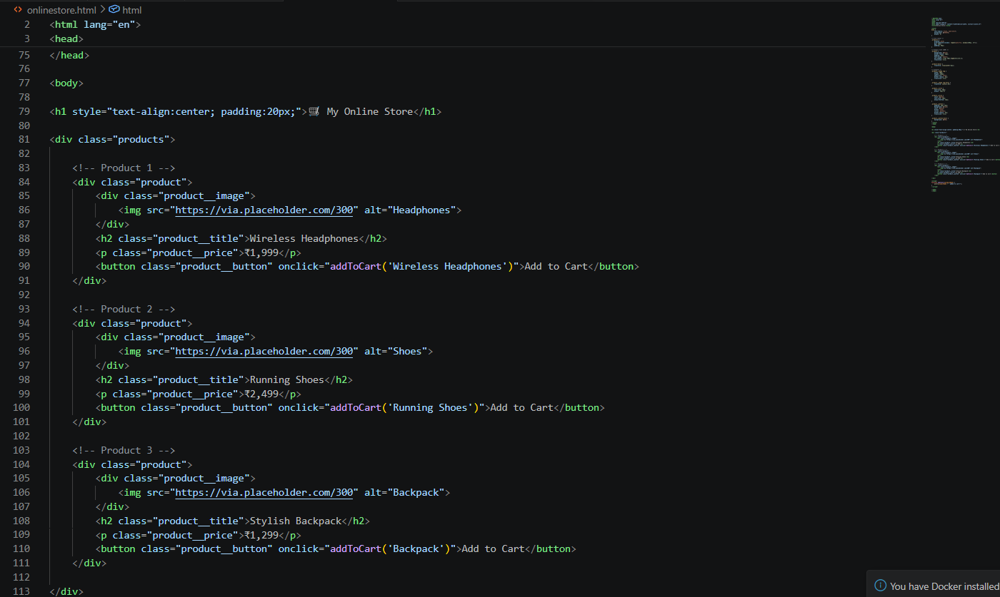 <> onlinestore.html > html
2 <html lang="en">
3 <head>
75 </head>
76
77 <body>
78
79 <h1 style="text-align:center; padding:20px;">🛒 My Online Store</h1>
80
81 <div class="products">
82
83 <!-- Product 1 -->
84 <div class="product">
85 <div class="product__image">
86 <img src="https://via.placeholder.com/300" alt="Headphones">
87 </div>
88 <h2 class="product__title">Wireless Headphones</h2>
89 <p class="product__price">₹1,999</p>
90 <button class="product__button" onclick="addToCart('Wireless Headphones')">Add to Cart</button>
91 </div>
92
93 <!-- Product 2 -->
94 <div class="product">
95 <div class="product__image">
96 <img src="https://via.placeholder.com/300" alt="Shoes">
97 </div>
98 <h2 class="product__title">Running Shoes</h2>
99 <p class="product__price">₹2,499</p>
100 <button class="product__button" onclick="addToCart('Running Shoes')">Add to Cart</button>
101 </div>
102
103 <!-- Product 3 -->
104 <div class="product">
105 <div class="product__image">
106 <img src="https://via.placeholder.com/300" alt="Backpack">
107 </div>
108 <h2 class="product__title">Stylish Backpack</h2>
109 <p class="product__price">₹1,299</p>
110 <button class="product__button" onclick="addToCart('Backpack')">Add to Cart</button>
111 </div>
112
113 </div>
You have Docker installed